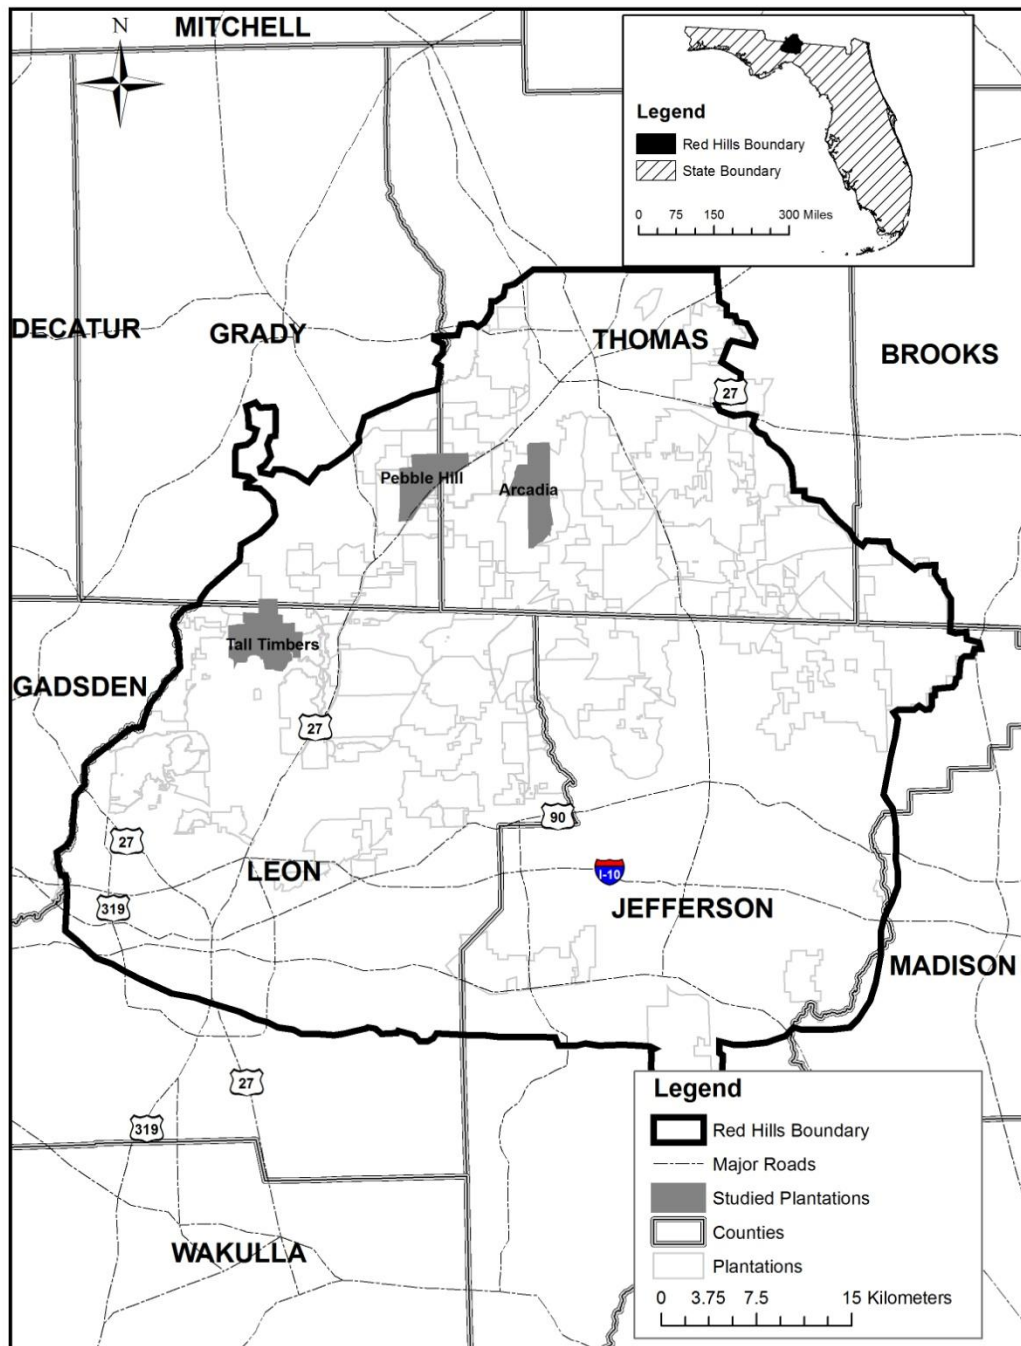 MITCHELL
N
Legend
Red Hills Boundary
State Boundary
0 75 150 300 Miles
DECATUR
GRADY
THOMAS
BROOKS
27
Pebble Hill
Arcadia
Tall Timbers
GADSDEN
27
90
27
LEON
I-10
319
JEFFERSON
MADISON
27
319
WAKULLA
Legend
Red Hills Boundary
Major Roads
Studied Plantations
Counties
Plantations
0 3.75 7.5 15 Kilometers